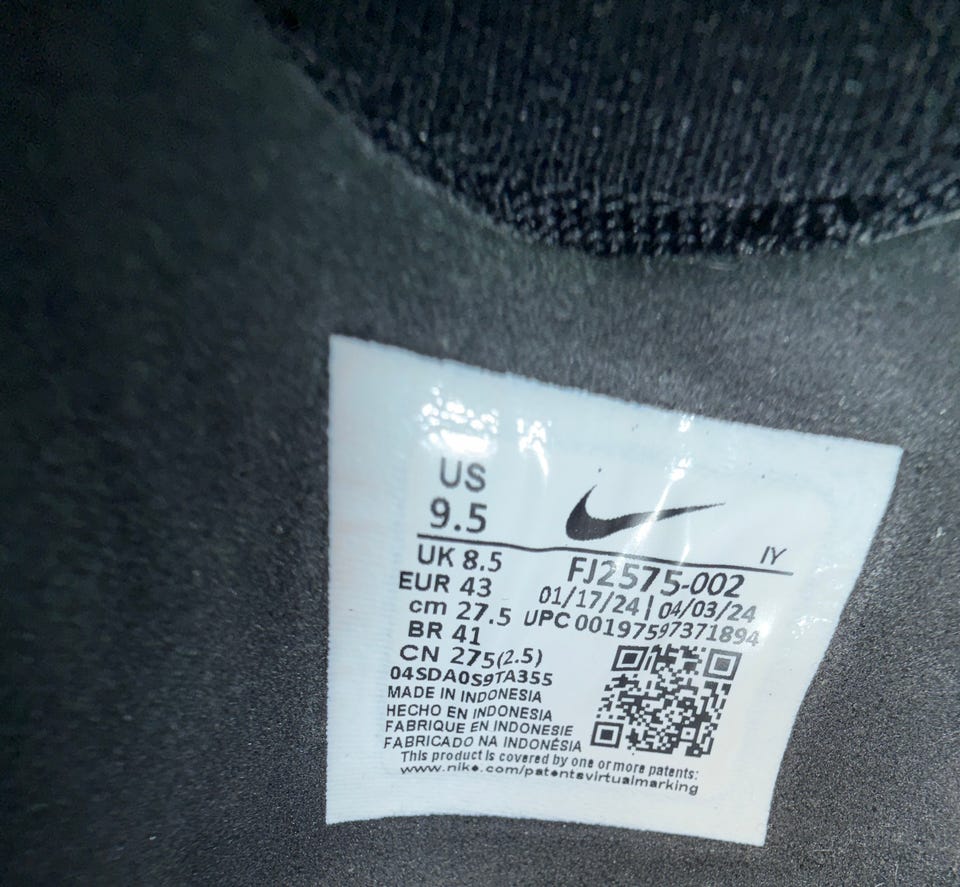 US
9.5
IY
UK 8.5
FJ2575-002
EUR 43
01/17/24 | 04/03/24
cm 27.5
UPC 00197597371894
BR 41
CN 275(2.5)
04SDA0S9TA355
MADE IN INDONESIA
HECHO EN INDONESIA
FABRIQUE EN INDONESIE
FABRICADO NA INDONÉSIA
This product is covered by one or more patents:
www.nike.com/patentsvirtualmarking